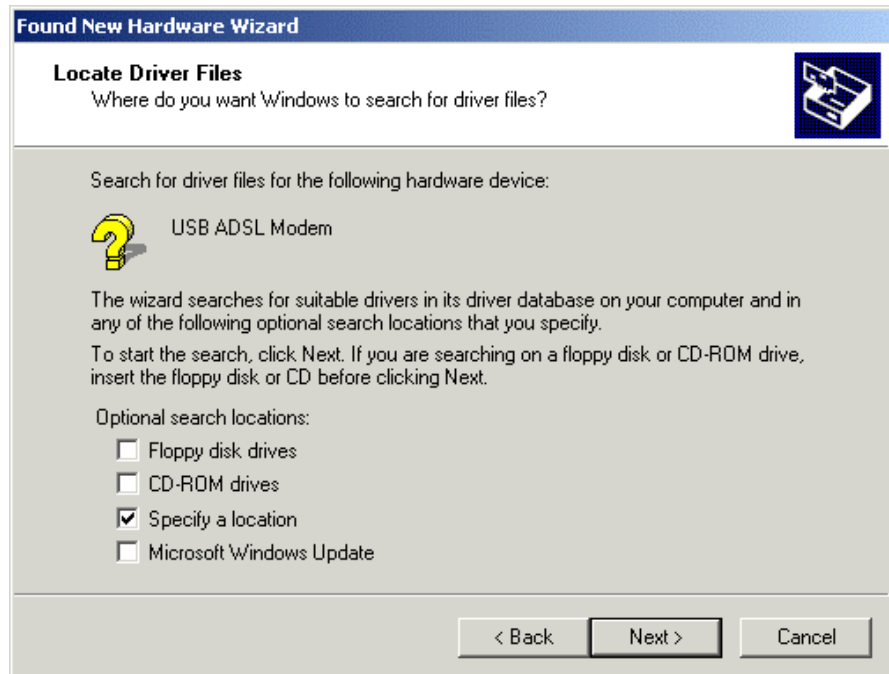 Found New Hardware Wizard
Locate Driver Files
Where do you want Windows to search for driver files?
Search for driver files for the following hardware device:
USB ADSL Modem
The wizard searches for suitable drivers in its driver database on your computer and in
any of the following optional search locations that you specify.
To start the search, click Next. If you are searching on a floppy disk or CD-ROM drive,
insert the floppy disk or CD before clicking Next.
Optional search locations:
Floppy disk drives
CD-ROM drives
Specify a location
Microsoft Windows Update
< Back Next > Cancel